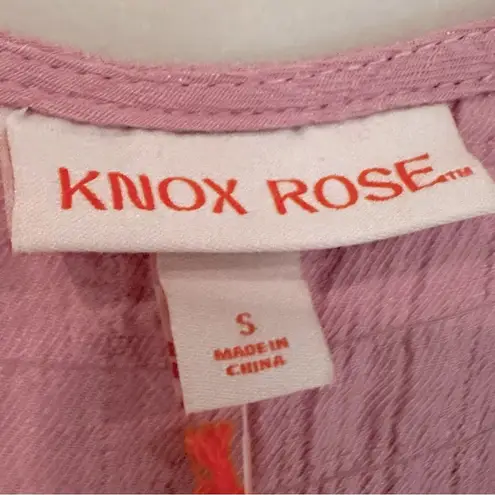 KNOX ROSE™
S
MADE IN
CHINA